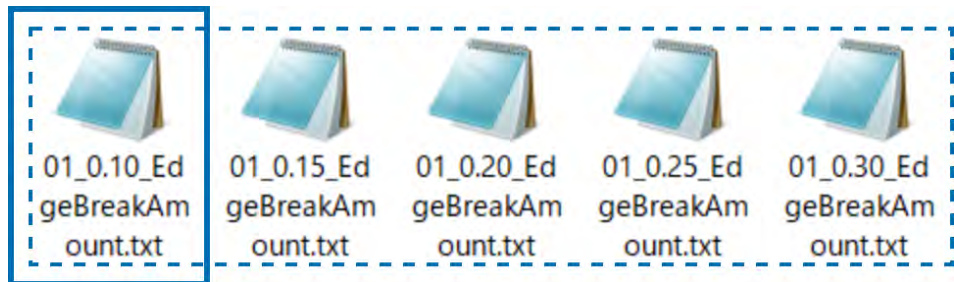 01_0.10_Ed
geBreakAm
ount.txt
01_0.15_Ed
geBreakAm
ount.txt
01_0.20_Ed
geBreakAm
ount.txt
01_0.25_Ed
geBreakAm
ount.txt
01_0.30_Ed
geBreakAm
ount.txt